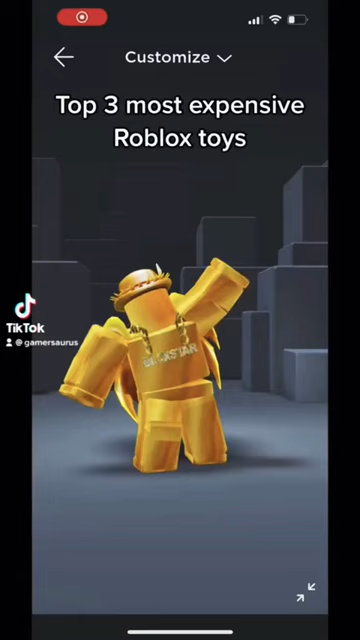 Customize
Top 3 most expensive
Roblox toys
TikTok
@gamersaurus